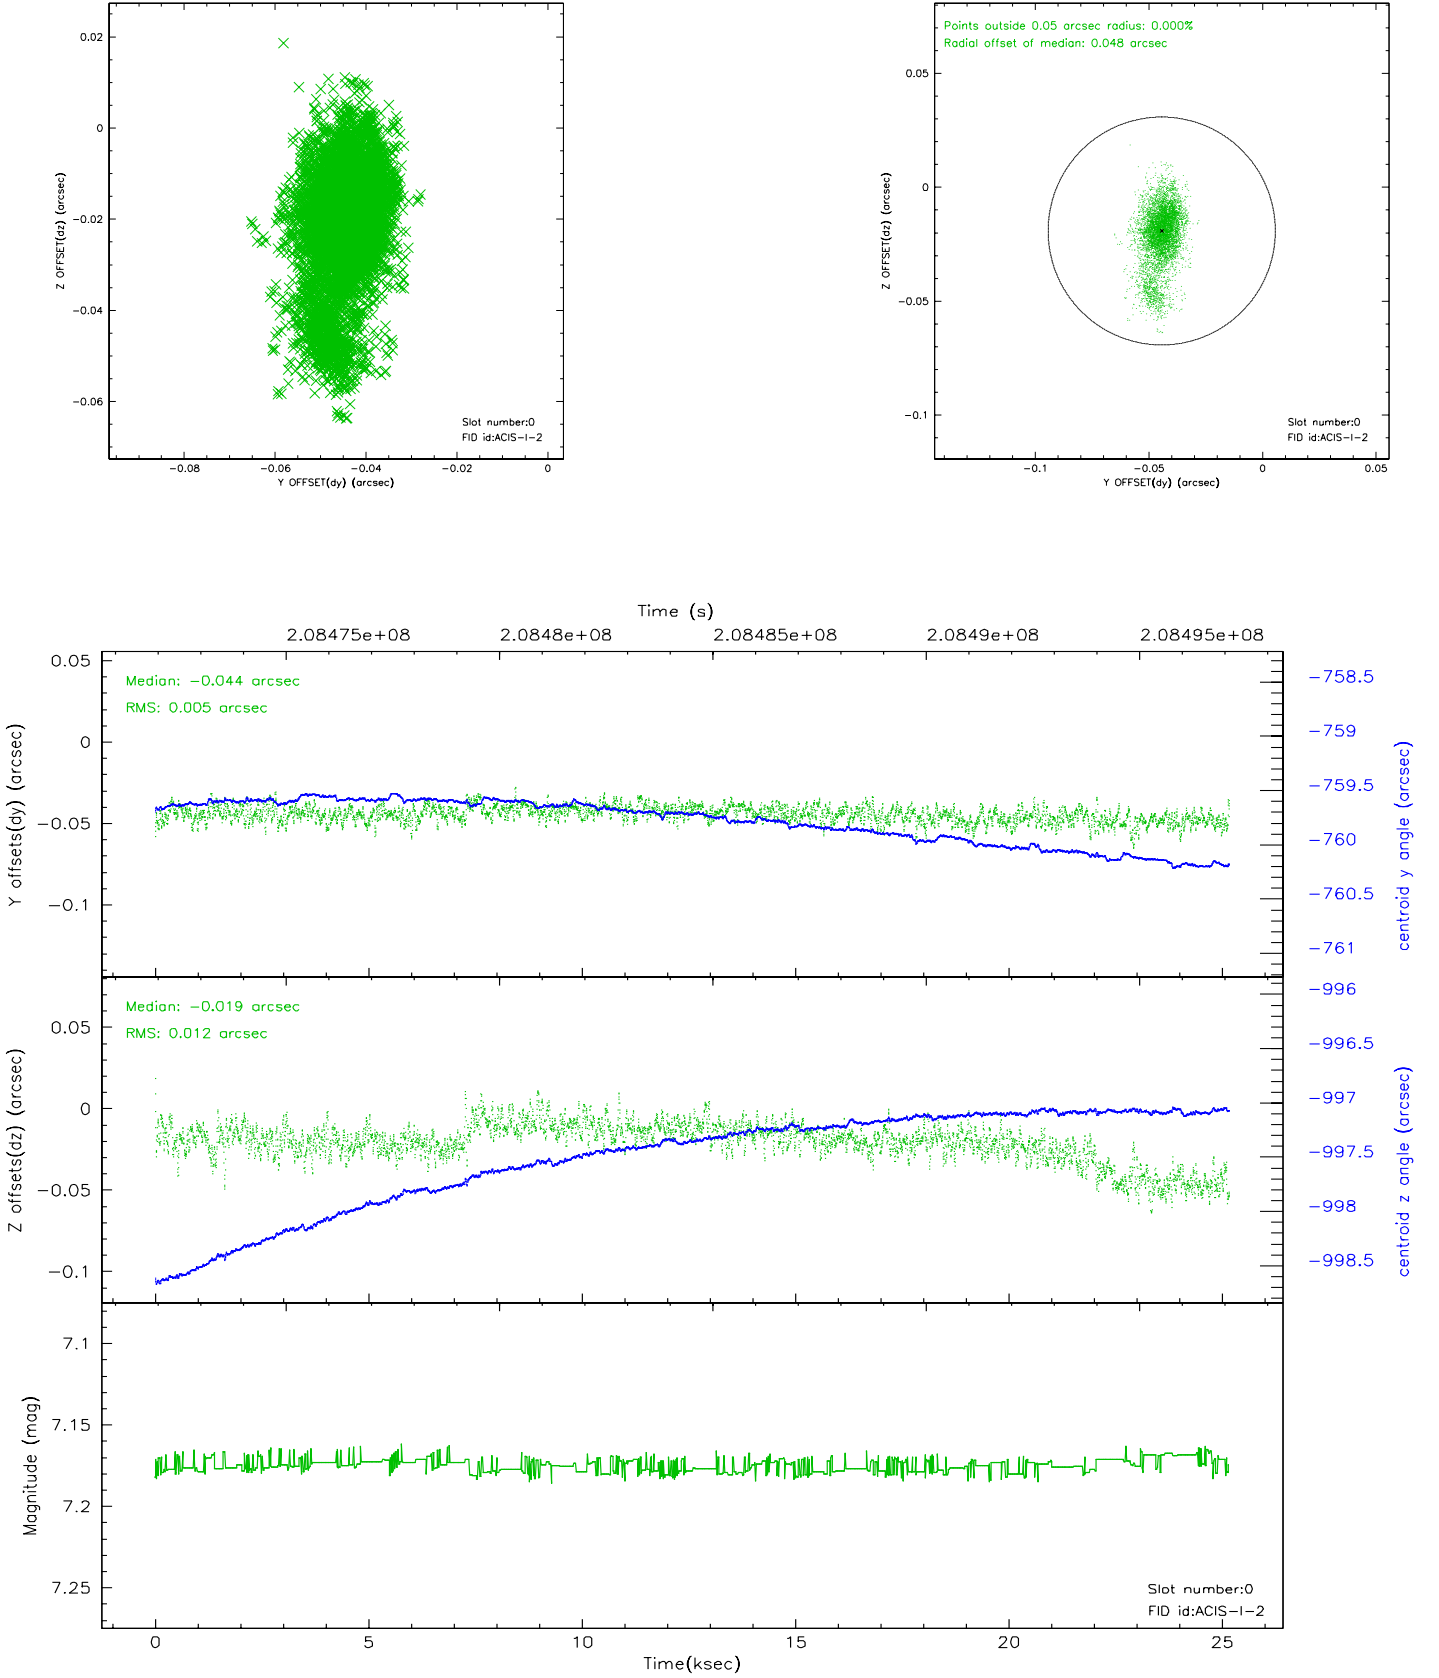 0.02
0
−0.02
−0.04
−0.06
Z OFFSET(dz) (arcsec)
−0.08
−0.06
−0.04
−0.02
0
Y OFFSET(dy) (arcsec)
Slot number:0
FID id:ACIS−I−2
Points outside 0.05 arcsec radius: 0.000%
Radial offset of median: 0.048 arcsec
0.05
0
−0.05
−0.1
Z OFFSET(dz) (arcsec)
−0.1
−0.05
0
0.05
Y OFFSET(dy) (arcsec)
Slot number:0
FID id:ACIS−I−2
Time (s)
2.08475e+08
2.0848e+08
2.08485e+08
2.0849e+08
2.08495e+08
Median: −0.044 arcsec
RMS: 0.005 arcsec
0.05
0
−0.05
−0.1
Y offsets(dy) (arcsec)
−758.5
−759
−759.5
−760
−760.5
−761
centroid y angle (arcsec)
Median: −0.019 arcsec
RMS: 0.012 arcsec
0.05
0
−0.05
−0.1
Z offsets(dz) (arcsec)
−996
−996.5
−997
−997.5
−998
−998.5
centroid z angle (arcsec)
7.1
7.15
7.2
7.25
Magnitude (mag)
Slot number:0
FID id:ACIS−I−2
0
5
10
15
20
25
Time(ksec)